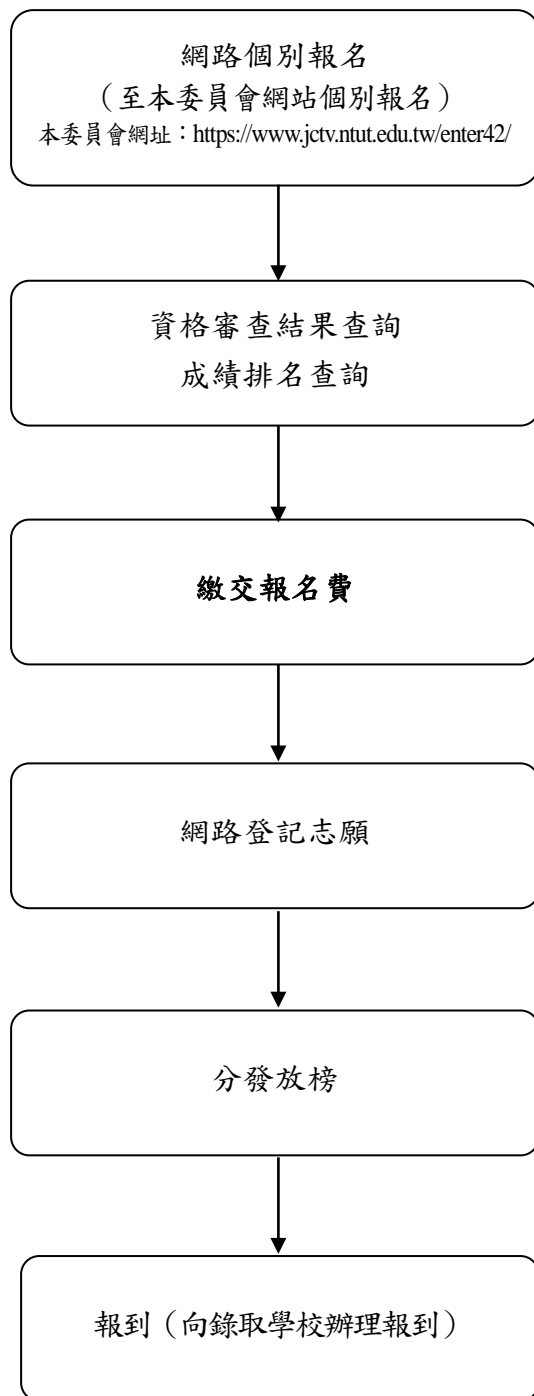 網路個別報名
（至本委員會網站個別報名）
本委員會網址：https://www.jctv.ntut.edu.tw/enter42/
資格審查結果查詢
成績排名查詢
繳交報名費
網路登記志願
分發放榜
報到（向錄取學校辦理報到）